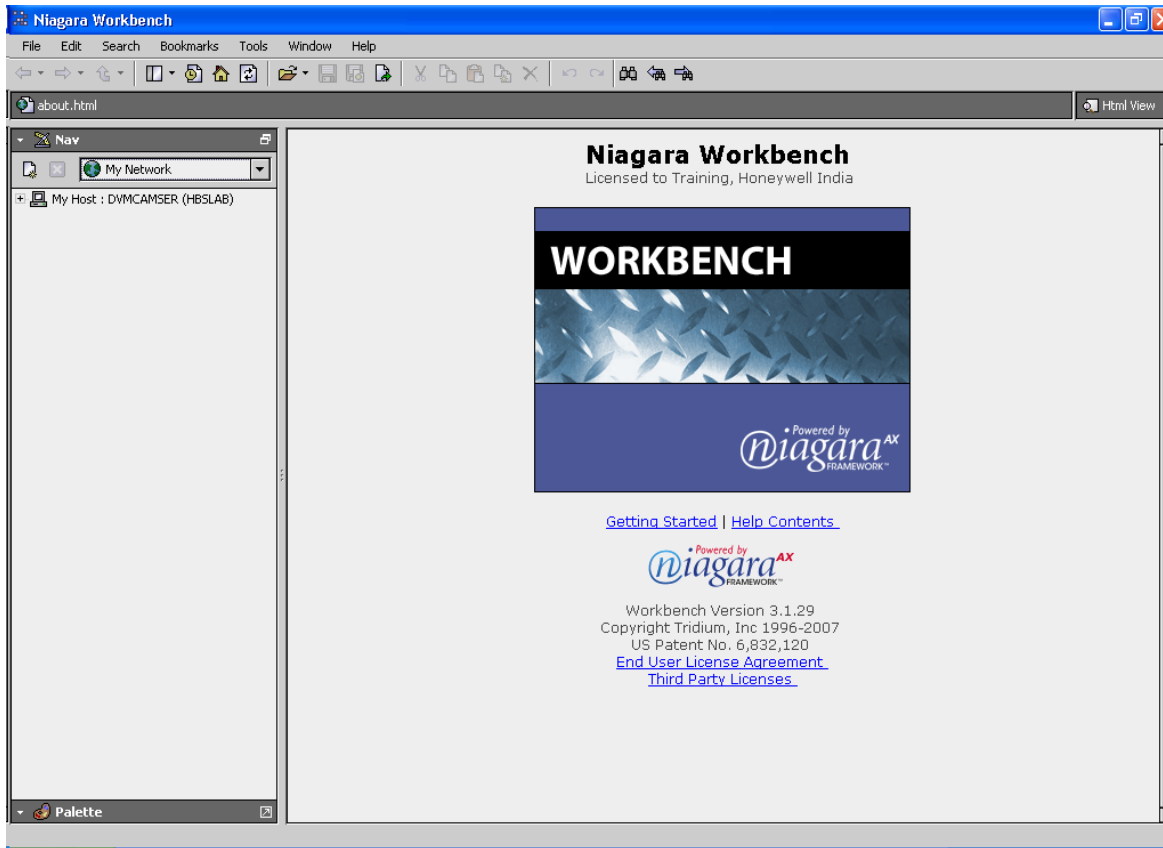 Niagara Workbench
File Edit Search Bookmarks Tools Window Help
about.html
Html View
Nav
My Network
My Host : DVMCAMSER (HBSLAB)
Palette
Niagara Workbench
Licensed to Training, Honeywell India
WORKBENCH
Powered by
niagara AX
FRAMEWORK™
Getting Started | Help Contents
Powered by
niagara AX
FRAMEWORK™
Workbench Version 3.1.29
Copyright Tridium, Inc 1996-2007
US Patent No. 6,832,120
End User License Agreement
Third Party Licenses